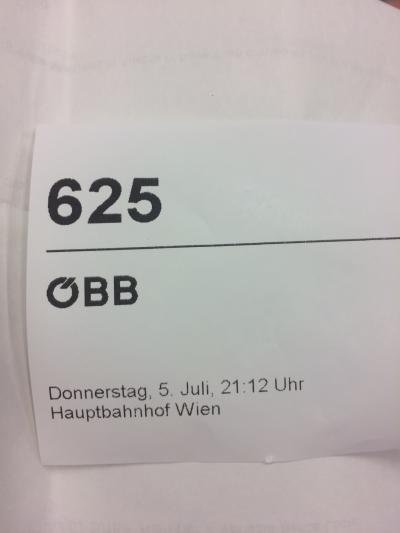 625
ÖBB
Donnerstag, 5. Juli, 21:12 Uhr
Hauptbahnhof Wien